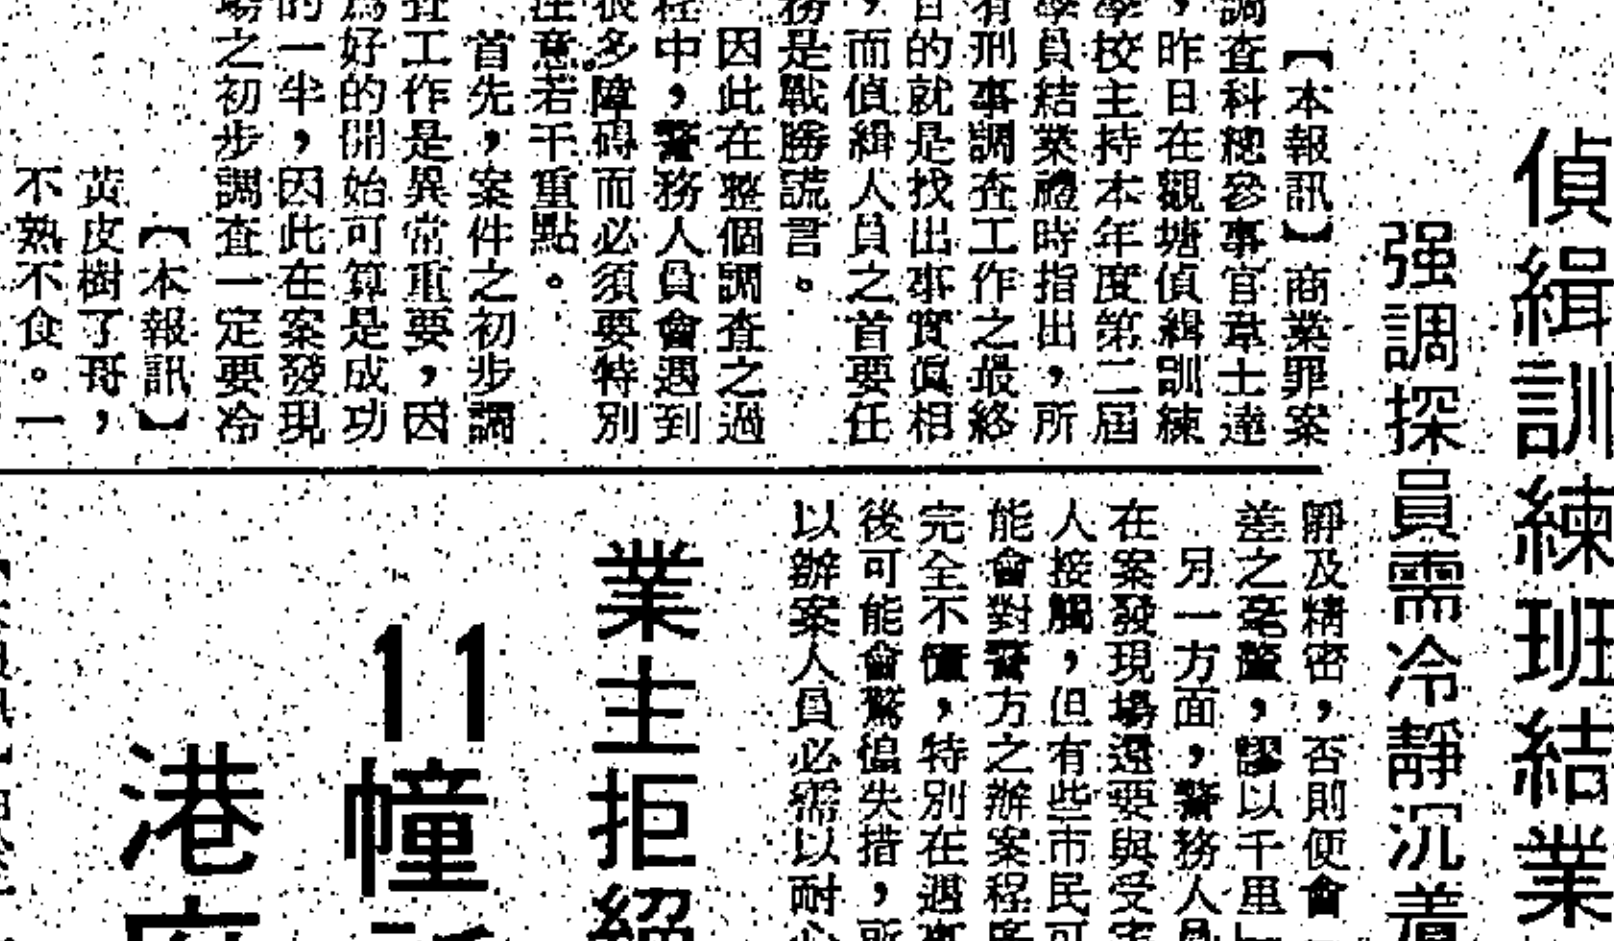 偵緝訓練班結業
强調探員需冷靜沉着
【本報訊】商業罪案
調查科總參事官韋士達
，昨日在觀塘偵緝訓練
學校主持本年度第二屆
學員結業禮時指出，所
有刑事調查工作之最終
目的就是找出事實眞相
，而偵緝人員之首要任
務是戰勝謊言。
因此在整個調查之過
程中，警務人員會遇到
很多障碍而必須要特別
注意若干重點。
首先，案件之初步調
查工作是異常重要，因
爲好的開始可算是成功
的一半，因此在案發現
場之初步調查一定要冷
靜及精密，否則便會
差之毫釐，謬以千里
另一方面，警務人員
在案發現場還要與受害
人接觸，但有些市民可
能會對警方之辦案程序
完全不懂，特別在遇事
後可能會驚惶失措，所
以辦案人員必需以耐心
【本報訊】
黃皮樹了哥，
不熟不食。一
業主拒絕
11幢
港府